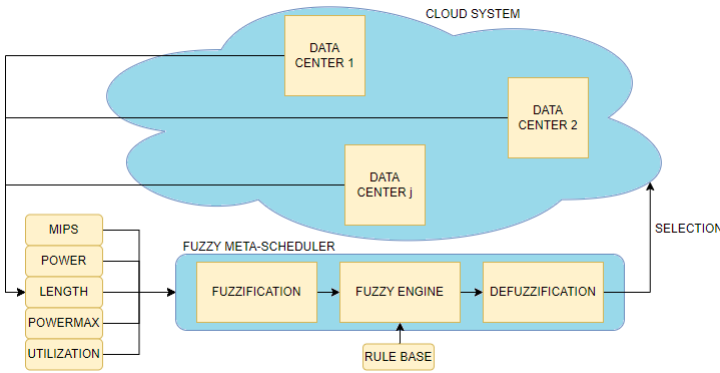 CLOUD SYSTEM
DATA
CENTER 1
DATA
CENTER 2
DATA
CENTER j
MIPS
POWER
LENGTH
POWERMAX
UTILIZATION
FUZZY META-SCHEDULER
FUZZIFICATION
FUZZY ENGINE
DEFUZZIFICATION
RULE BASE
SELECTION